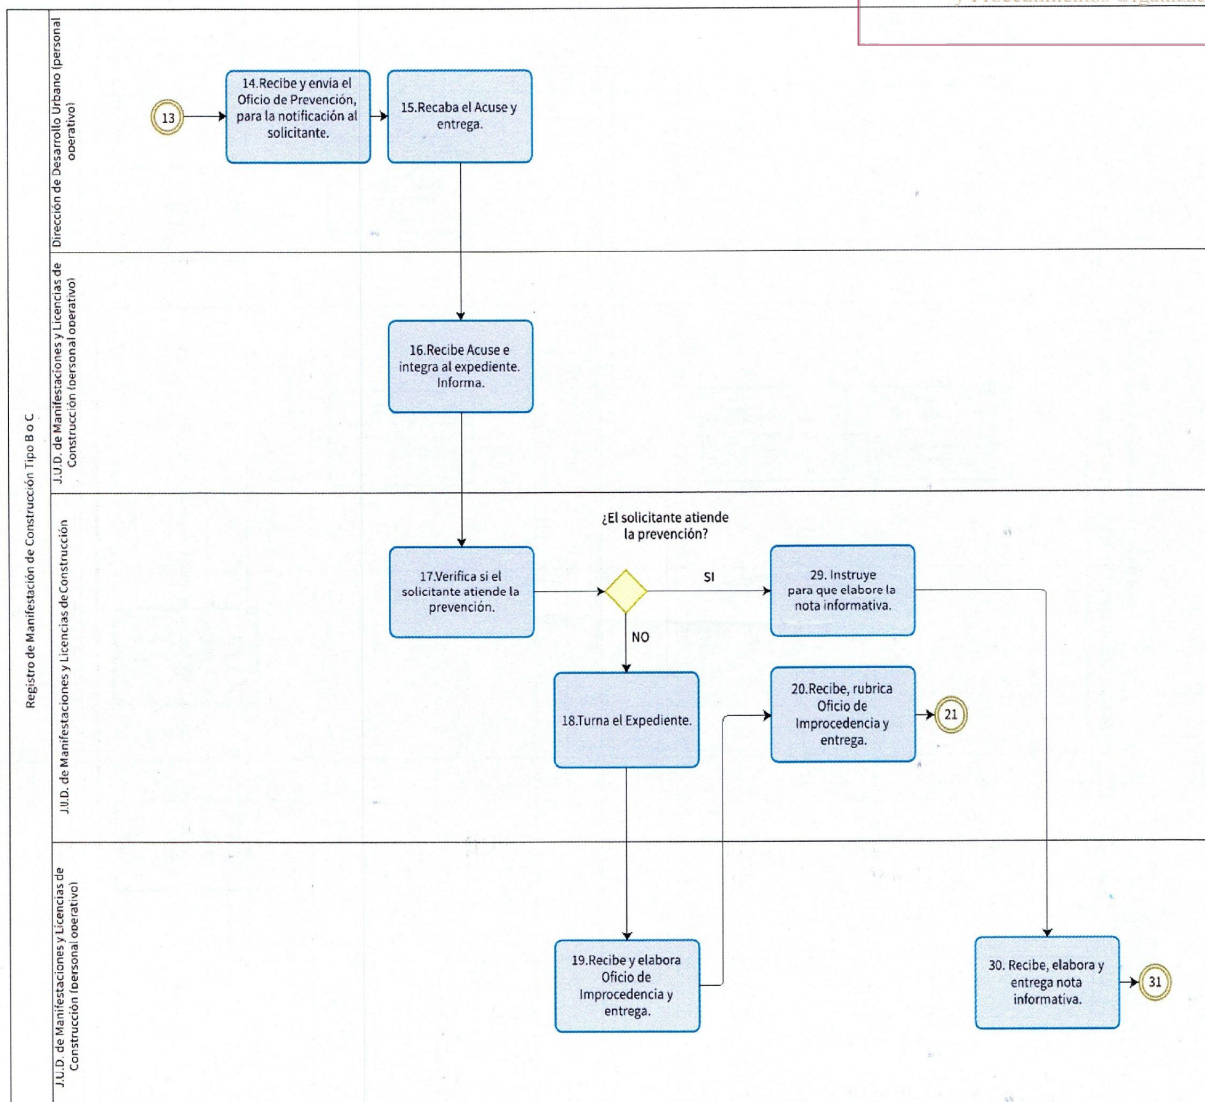 y Procedimientos Organizac
Registro de Manifestación de Construcción Tipo B o C
Dirección de Desarrollo Urbano (personal
operativo)
13
14.Recibe y envía el
Oficio de Prevención,
para la notificación al
solicitante.
15.Recaba el Acuse y
entrega.
J.U.D. de Manifestaciones y Licencias de
Construcción (personal operativo)
16.Recibe Acuse e
integra al expediente.
Informa.
J.U.D. de Manifestaciones y Licencias de Construcción
17.Verifica si el
solicitante atiende la
prevención.
¿El solicitante atiende
la prevención?
SI
29. Instruye
para que elabore la
nota informativa.
NO
18.Turna el Expediente.
20.Recibe, rubrica
Oficio de
Improcedencia y
entrega.
21
J.U.D. de Manifestaciones y Licencias de
Construcción (personal operativo)
19.Recibe y elabora
Oficio de
Improcedencia y
entrega.
30. Recibe, elabora y
entrega nota
informativa.
31